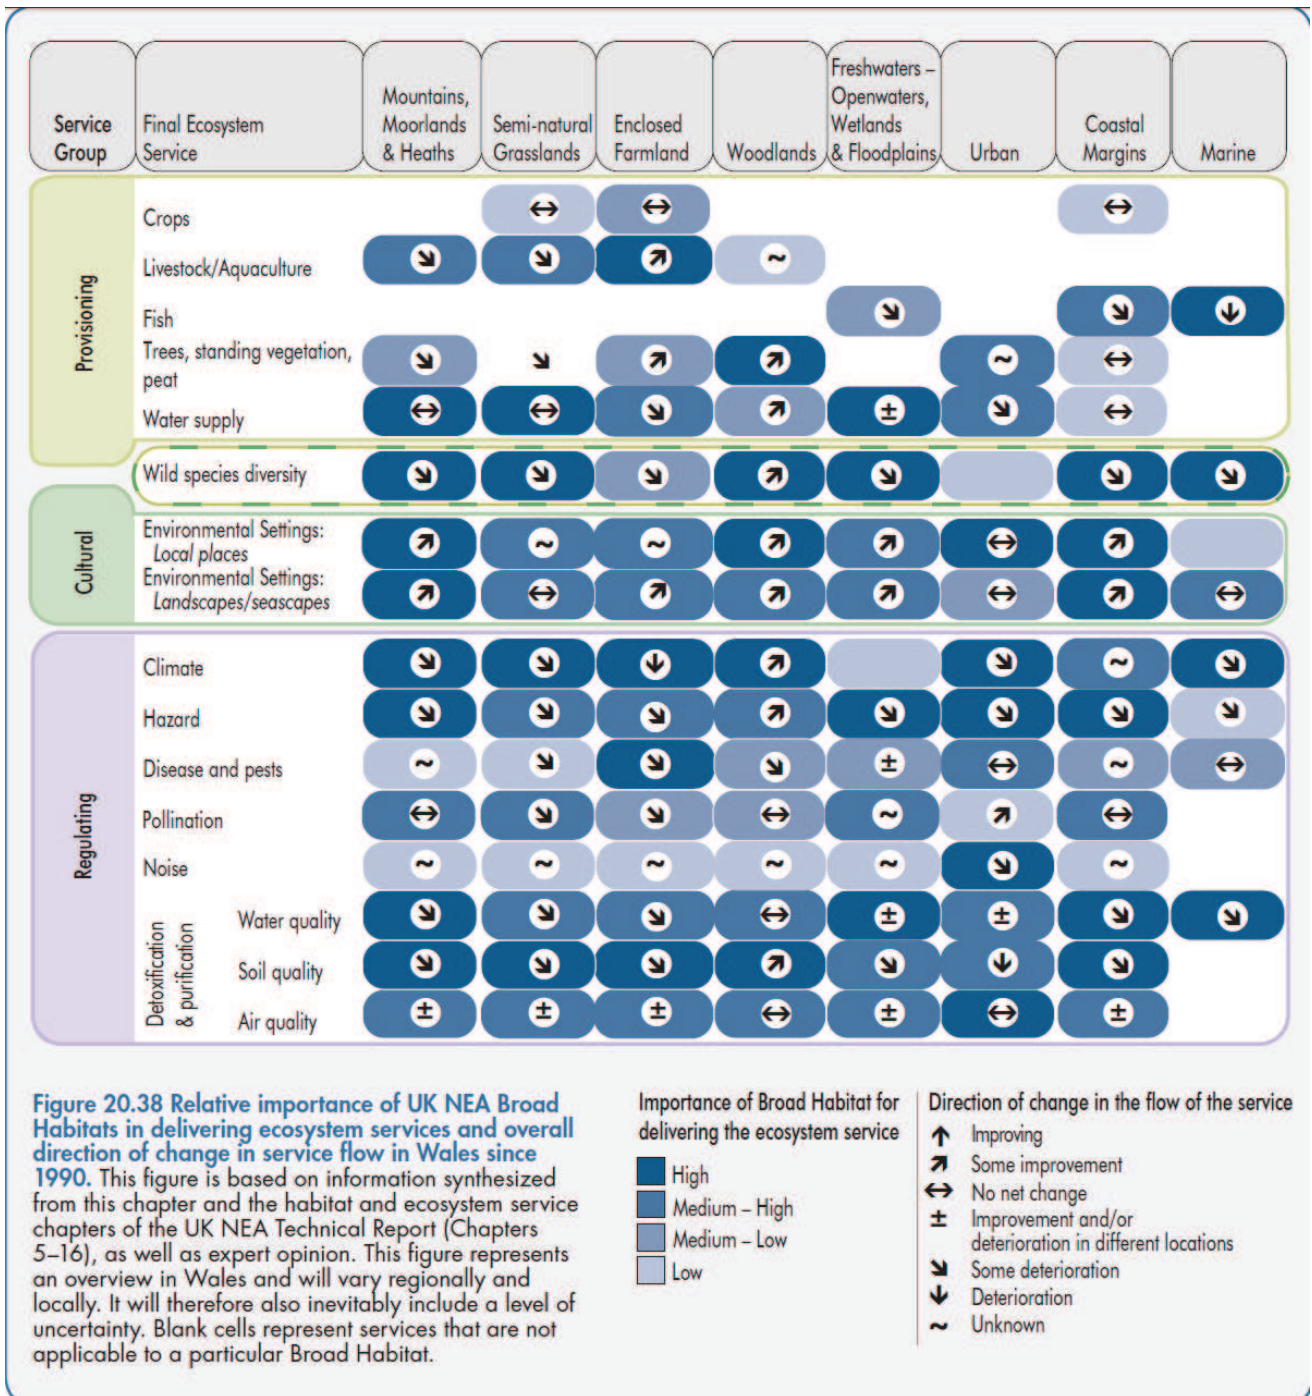 Service
Group
Final Ecosystem
Service
Mountains,
Moorlands
& Heaths
Semi-natural
Grasslands
Enclosed
Farmland
Woodlands
Freshwaters –
Openwaters,
Wetlands
& Floodplains
Urban
Coastal
Margins
Marine
Provisioning
Crops
↔ ↔ ↔
Livestock/Aquaculture
↘ ↘ ↗ ~
Fish
↘ ↘ ↓
Trees, standing vegetation,
peat
↘ ↘ ↗ ↗ ~ ↔
Water supply
↔ ↔ ↘ ↗ ± ↘ ↔
Wild species diversity
↘ ↘ ↘ ↗ ↘ ↘ ↘
Cultural
Environmental Settings:
Local places
↗ ~ ~ ↗ ↗ ↔ ↗
Environmental Settings:
Landscapes/seascapes
↗ ↔ ↗ ↗ ↗ ↔ ↗ ↔
Regulating
Climate
↘ ↘ ↓ ↗ ↘ ~ ↘
Hazard
↘ ↘ ↘ ↗ ↘ ↘ ↘ ↘
Disease and pests
~ ↘ ↘ ↘ ± ↔ ~ ↔
Pollination
↔ ↘ ↘ ↔ ~ ↗ ↔
Noise
~ ~ ~ ~ ~ ↘ ~
Detoxification
& purification
Water quality
↘ ↘ ↘ ↔ ± ± ↘ ↘
Soil quality
↘ ↘ ↘ ↗ ↘ ↓ ↘
Air quality
± ± ± ↔ ± ↔ ±
Figure 20.38 Relative importance of UK NEA Broad
Habitats in delivering ecosystem services and overall
direction of change in service flow in Wales since
1990. This figure is based on information synthesized
from this chapter and the habitat and ecosystem service
chapters of the UK NEA Technical Report (Chapters
5–16), as well as expert opinion. This figure represents
an overview in Wales and will vary regionally and
locally. It will therefore also inevitably include a level of
uncertainty. Blank cells represent services that are not
applicable to a particular Broad Habitat.
Importance of Broad Habitat for
delivering the ecosystem service
High
Medium – High
Medium – Low
Low
Direction of change in the flow of the service
↑ Improving
↗ Some improvement
↔ No net change
± Improvement and/or
deterioration in different locations
↘ Some deterioration
↓ Deterioration
~ Unknown